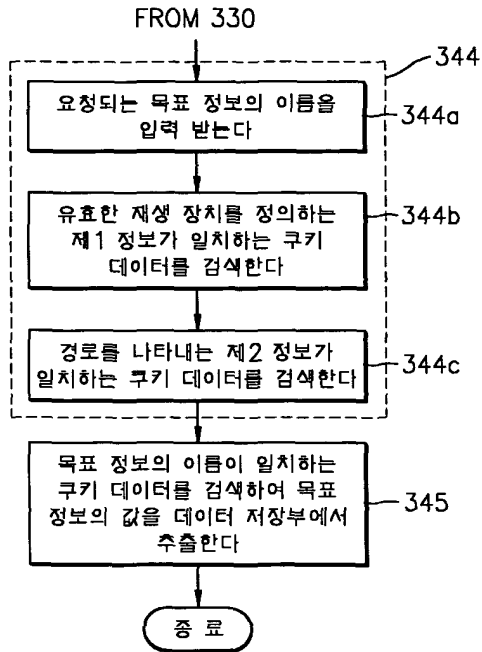 FROM 330
344
요청되는 목표 정보의 이름을
입력 받는다
344a
유효한 재생 장치를 정의하는
제1 정보가 일치하는 쿠키
데이터를 검색한다
344b
경로를 나타내는 제2 정보가
일치하는 쿠키 데이터를 검색한다
344c
목표 정보의 이름이 일치하는
쿠키 데이터를 검색하여 목표
정보의 값을 데이터 저장부에서
추출한다
345
종 료